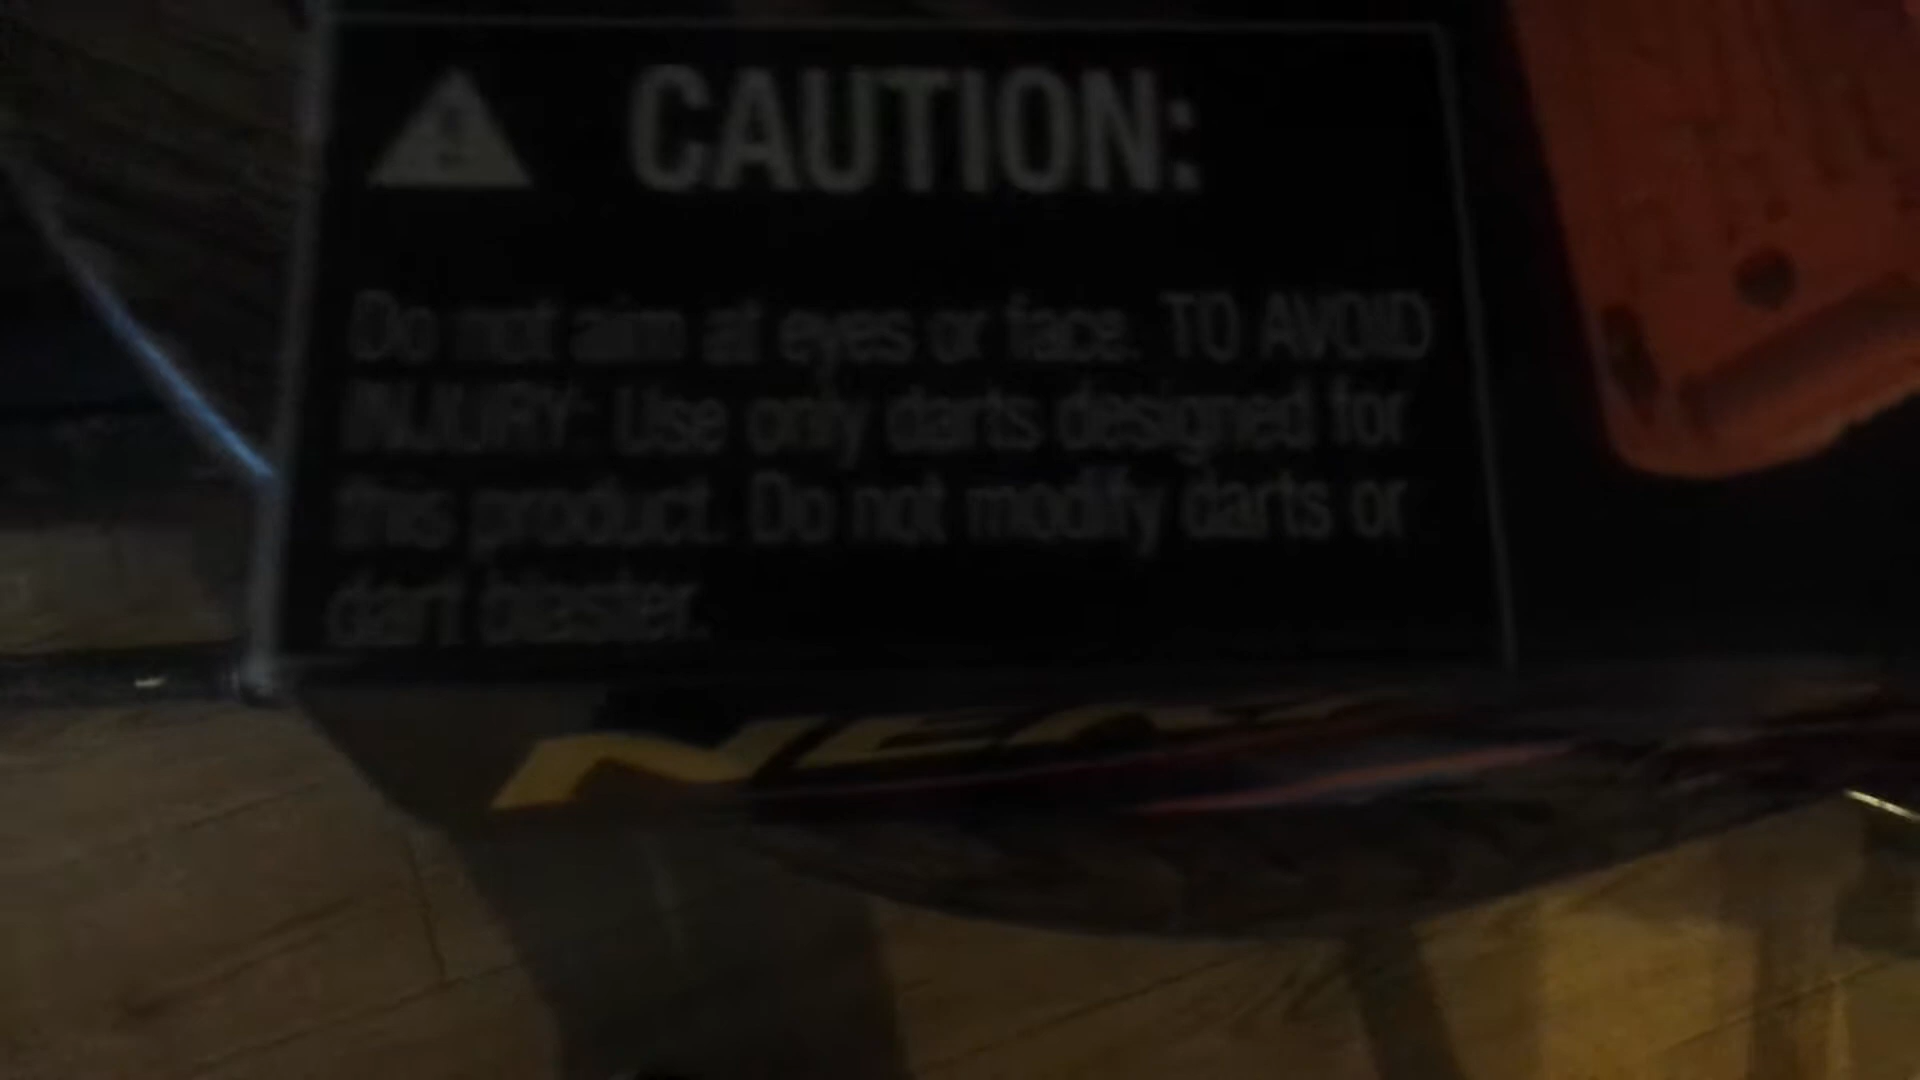 CAUTION:
Do not aim at eyes or face. TO AVOID
INJURY: Use only darts designed for
this product. Do not modify darts or
dart blaster.
NERF